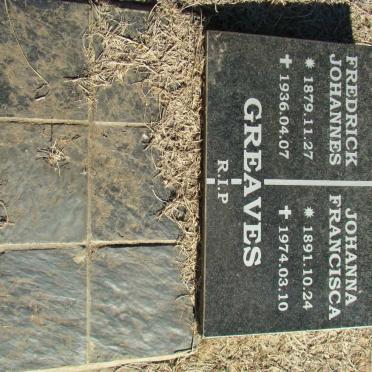 FREDRICK
JOHANNES
✸ 1879.11.27
✝ 1936.04.07
JOHANNA
FRANCISCA
✸ 1891.10.24
✝ 1974.03.10
GREAVES
R.I.P